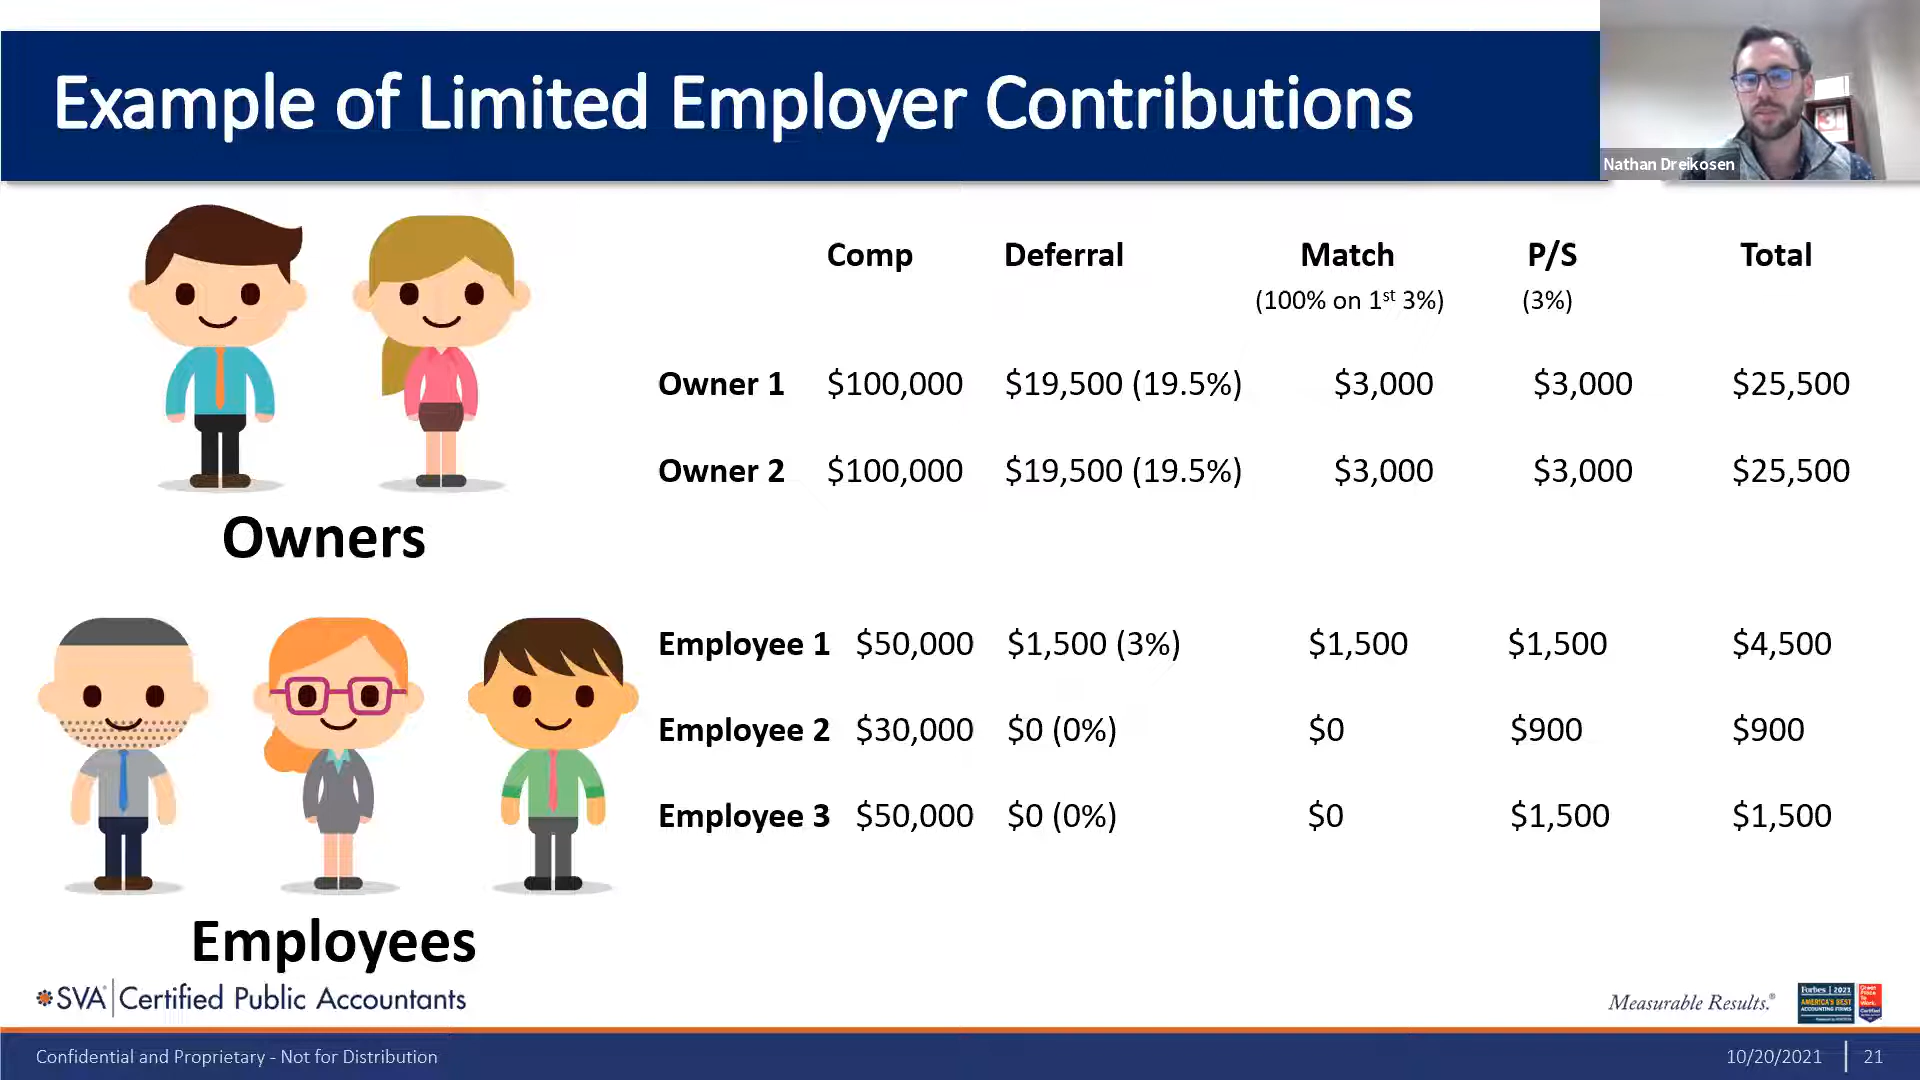 Example of Limited Employer Contributions
Nathan Dreikosen
Comp Deferral Match P/S Total
(100% on 1st 3%) (3%)
Owner 1 $100,000 $19,500 (19.5%) $3,000 $3,000 $25,500
Owner 2 $100,000 $19,500 (19.5%) $3,000 $3,000 $25,500
Owners
Employee 1 $50,000 $1,500 (3%) $1,500 $1,500 $4,500
Employee 2 $30,000 $0 (0%) $0 $900 $900
Employee 3 $50,000 $0 (0%) $0 $1,500 $1,500
Employees
SVA Certified Public Accountants
Measurable Results.®
Forbes | 2021
AMERICA'S BEST
ACCOUNTING FIRMS
Great
Place
To
Work.
Certified
Confidential and Proprietary - Not for Distribution
10/20/2021 21